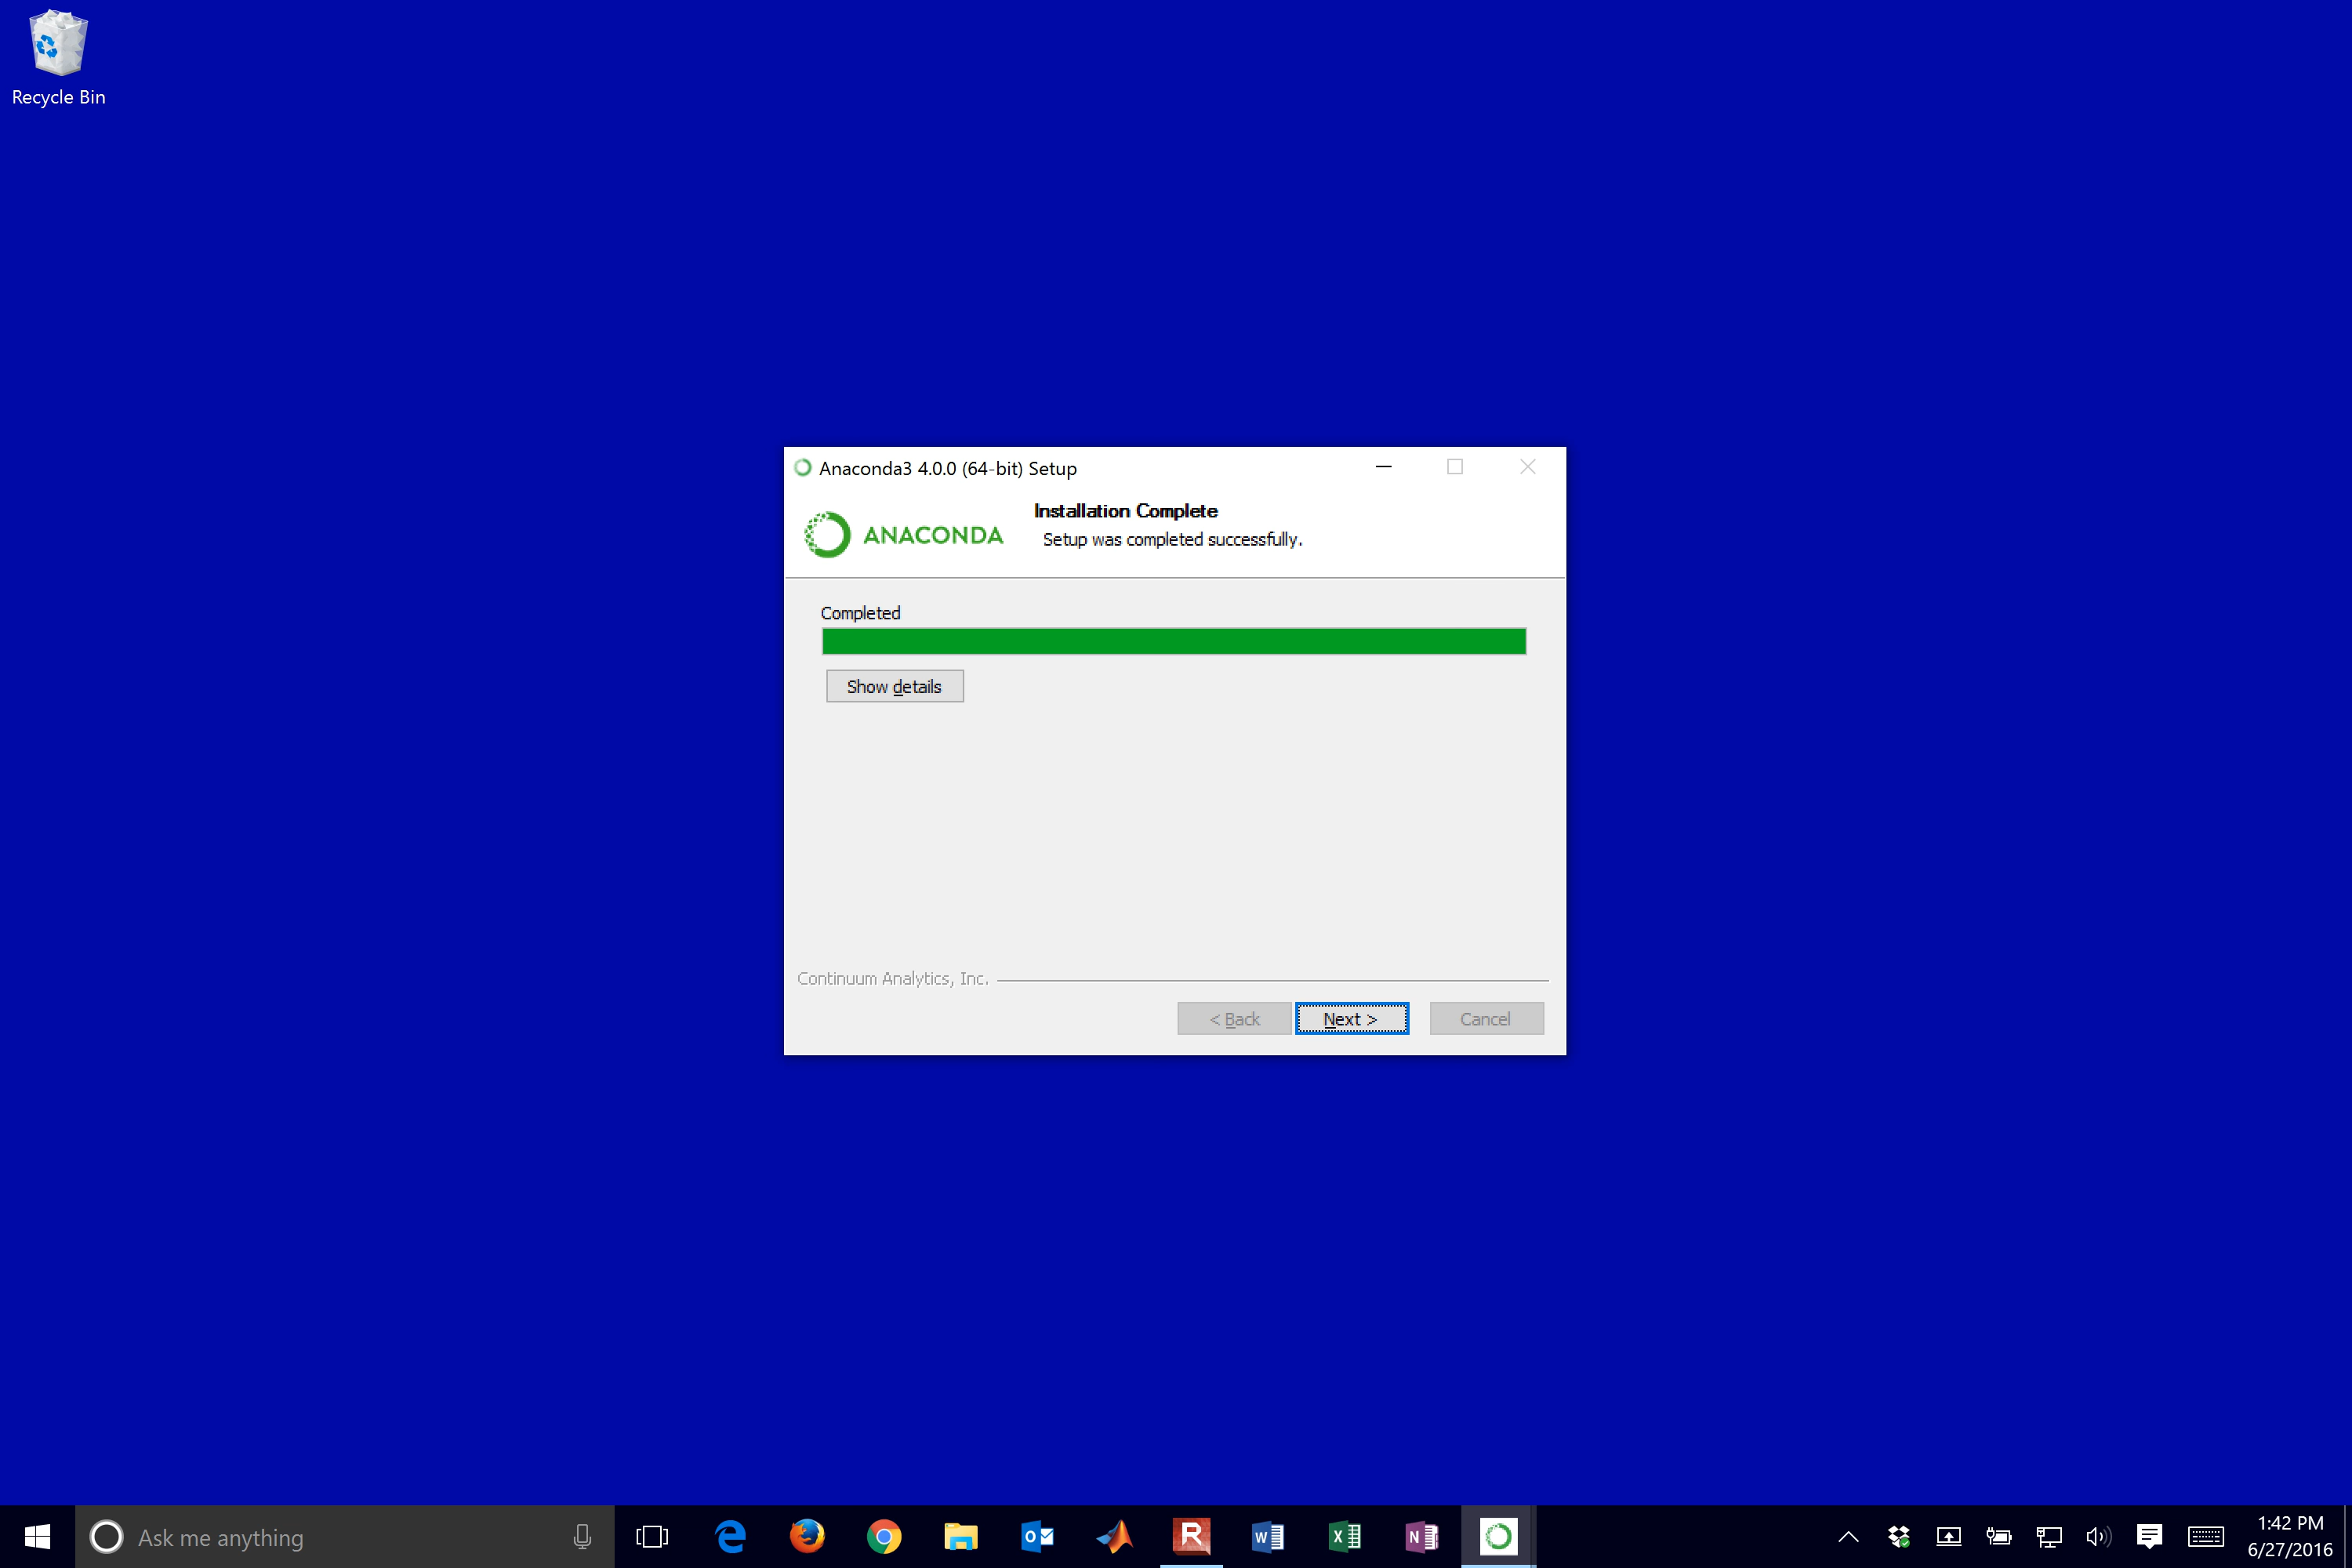 Recycle Bin
Anaconda3 4.0.0 (64-bit) Setup
ANACONDA
Installation Complete
Setup was completed successfully.
Completed
Show details
Continuum Analytics, Inc.
< Back
Next >
Cancel
Ask me anything
1:42 PM
6/27/2016